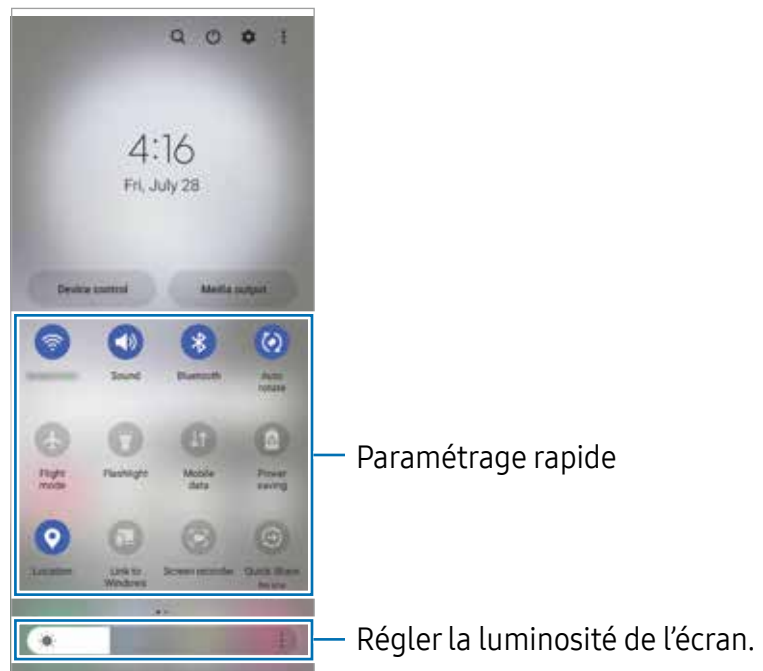 4:16
Fri, July 28
Device control Media output
Sound Bluetooth Auto
rotate
Flight Flashlight Mobile Power
mode data saving
Paramétrage rapide
Location Link to Screen recorder Quick Share
Windows
Régler la luminosité de l'écran.